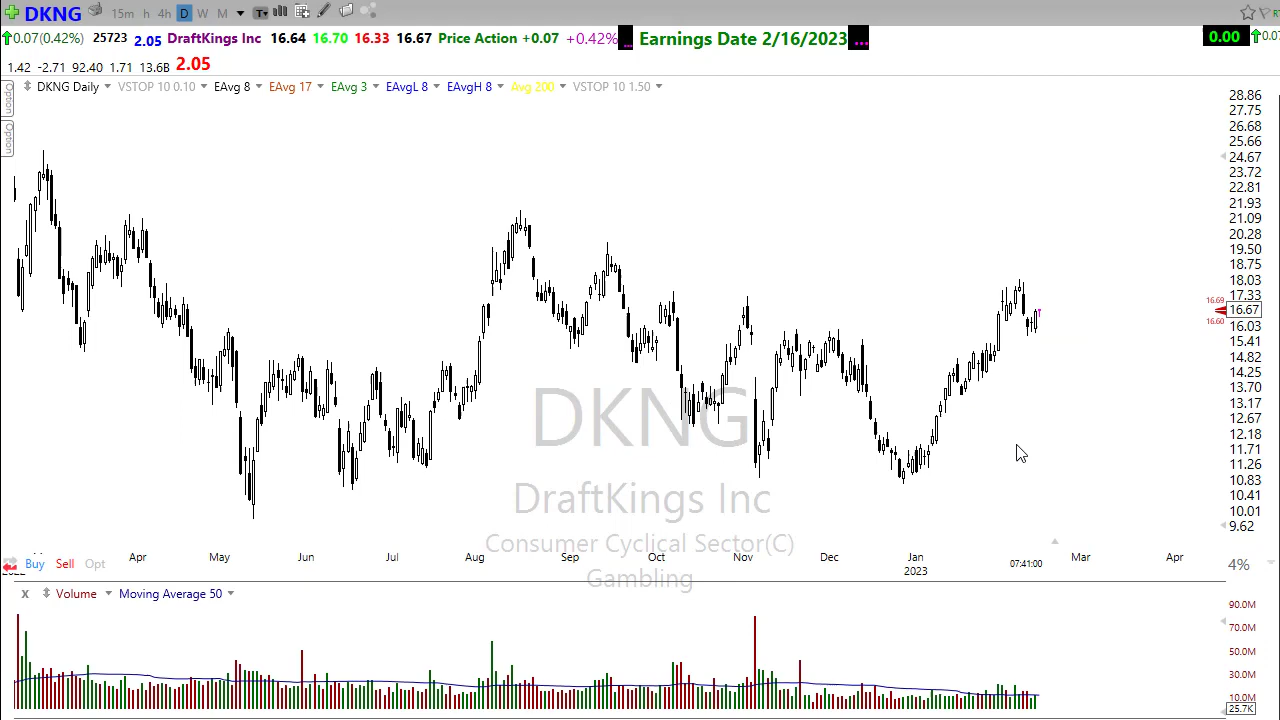 DKNG 15m h 4h D W M T
0.07(0.42%) 25723 2.05 DraftKings Inc 16.64 16.70 16.33 16.67 Price Action +0.07 +0.42% ... Earnings Date 2/16/2023 ... 0.00
1.42 -2.71 92.40 1.71 13.6B 2.05
DKNG Daily VSTOP 10 0.10 EAvg 8 EAvg 17 EAvg 3 EAvgL 8 EAvgH 8 Avg 200 VSTOP 10 1.50
Option
Option
28.86
27.75
26.68
25.66
24.67
23.72
22.81
21.93
21.09
20.28
19.50
18.75
18.03
17.33
16.69
16.67
16.60
16.03
15.41
14.82
14.25
13.70
13.17
12.67
12.18
11.71
11.26
10.83
10.41
10.01
9.62
DKNG
DraftKings Inc
Consumer Cyclical Sector(C)
Gambling
Apr May Jun Jul Aug Sep Oct Nov Dec Jan Mar Apr
Buy Sell Opt 2023 07:41:00 4%
x Volume Moving Average 50
90.0M
70.0M
50.0M
30.0M
10.0M
25.7K